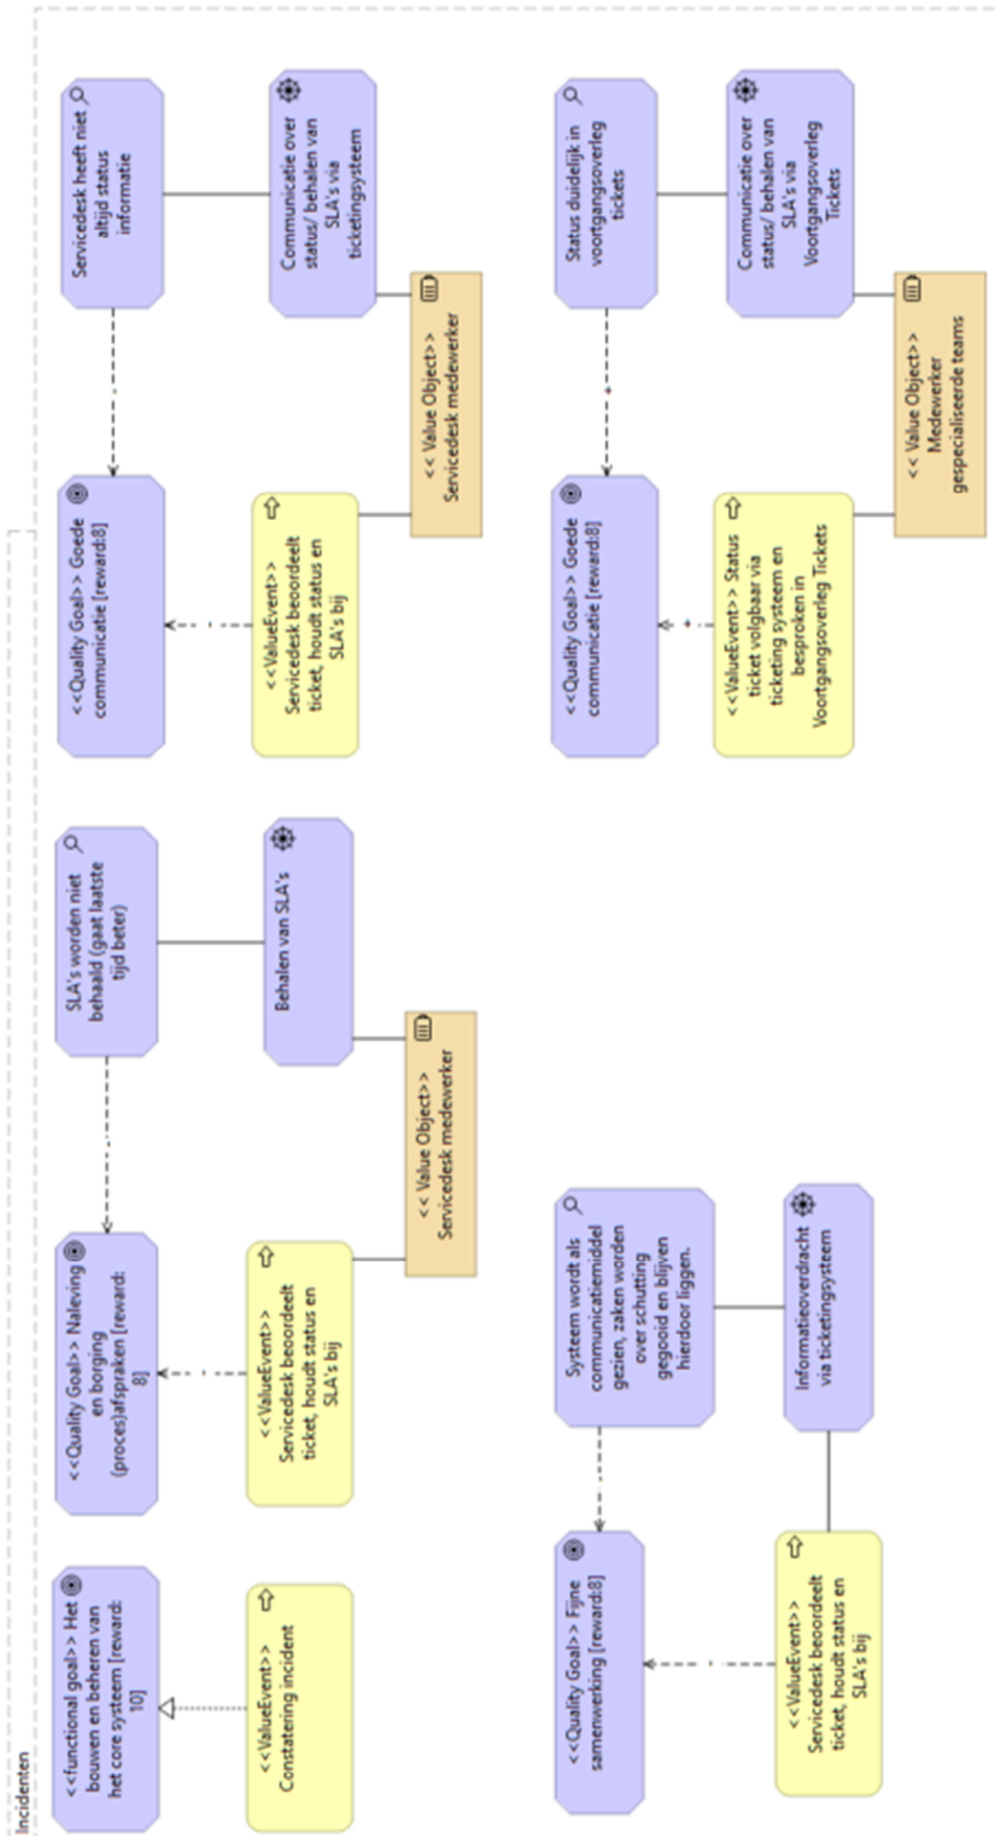 Incidenten
<<functional goal>> Het
bouwen en beheren van
het core systeem [reward:
10]
<<ValueEvent>>
Constatering incident
<<Quality Goal>> Naleving
en borging
(proces)afspraken [reward:
8]
<<ValueEvent>>
Servicedesk beoordeelt
ticket, houdt status en
SLA's bij
SLA's worden niet
behaald (gaat laatste
tijd beter)
Behalen van SLA's
<< Value Object>>
Servicedesk medewerker
<<Quality Goal>> Goede
communicatie [reward:8]
<<ValueEvent>>
Servicedesk beoordeelt
ticket, houdt status en
SLA's bij
Servicedesk heeft niet
altijd status
informatie
Communicatie over
status/ behalen van
SLA's via
ticketingsysteem
<< Value Object>>
Servicedesk medewerker
<<Quality Goal>> Fijne
samenwerking [reward:8]
<<ValueEvent>>
Servicedesk beoordeelt
ticket, houdt status en
SLA's bij
Systeem wordt als
communicatiemiddel
gezien, zaken worden
over schutting
gegooid en blijven
hierdoor liggen.
Informatieoverdracht
via ticketingsysteem
<<Quality Goal>> Goede
communicatie [reward:8]
<<ValueEvent>> Status
ticket volgbaar via
ticketing systeem en
besproken in
Voortgangsoverleg Tickets
Status duidelijk in
voortgangsoverleg
tickets
Communicatie over
status/ behalen van
SLA's via
Voortgangsoverleg
Tickets
<< Value Object>>
Medewerker
gespecialiseerde teams